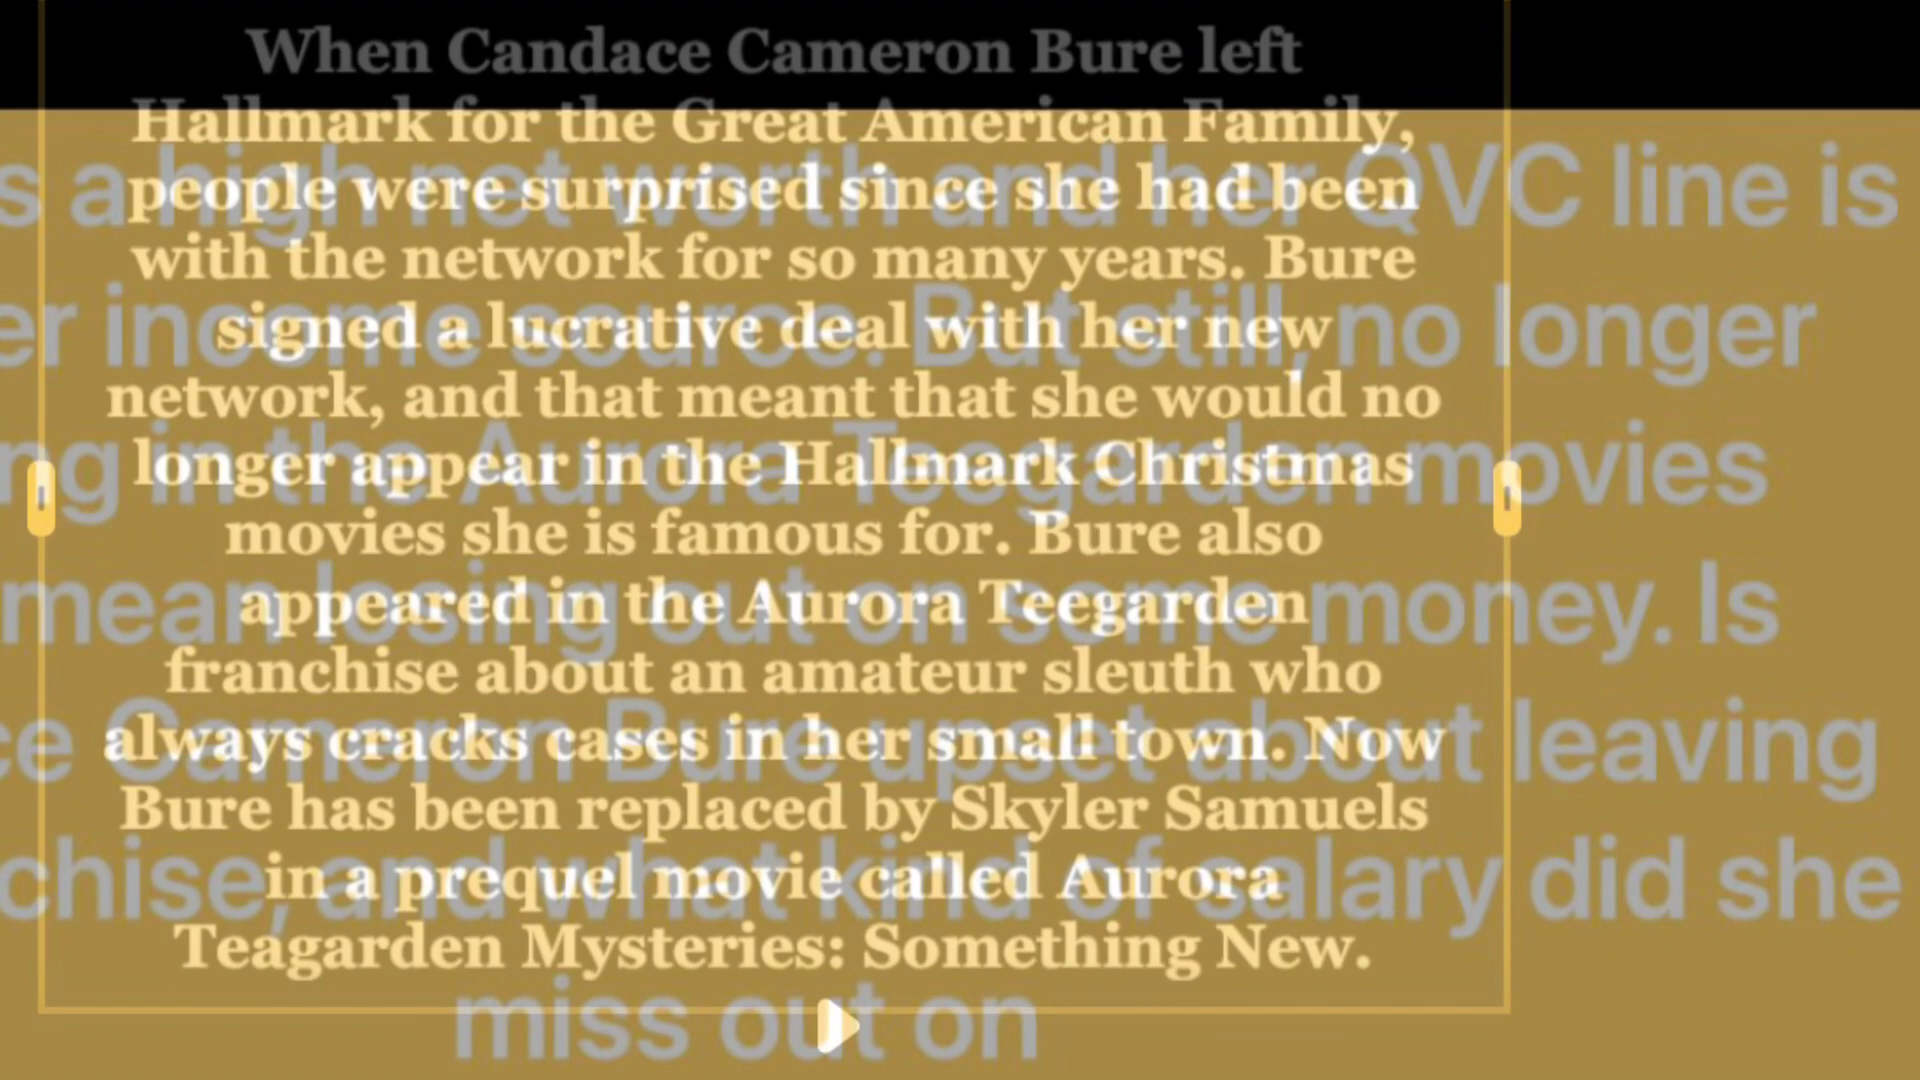 When Candace Cameron Bure left
Hallmark for the Great American Family,
people were surprised since she had been
with the network for so many years. Bure
signed a lucrative deal with her new
network, and that meant that she would no
longer appear in the Hallmark Christmas
movies she is famous for. Bure also
appeared in the Aurora Teegarden
franchise about an amateur sleuth who
always cracks cases in her small town. Now
Bure has been replaced by Skyler Samuels
in a prequel movie called Aurora
Teagarden Mysteries: Something New.
a high net worth and her QVC line is
income source. But still, no longer
in the Aurora Teegarden movies
mean losing out on some money. Is
Cameron Bure upset about leaving
and what kind of salary did she
miss out on